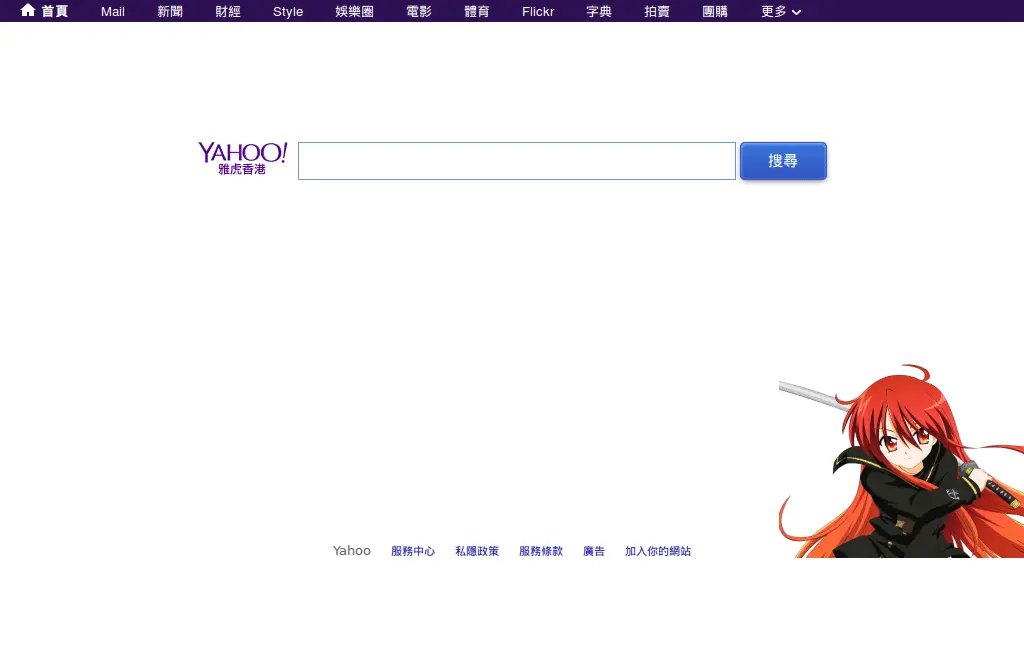 首頁 Mail 新聞 財經 Style 娛樂圈 電影 體育 Flickr 字典 拍賣 團購 更多
YAHOO!
雅虎香港
搜尋
Yahoo 服務中心 私隱政策 服務條款 廣告 加入你的網站